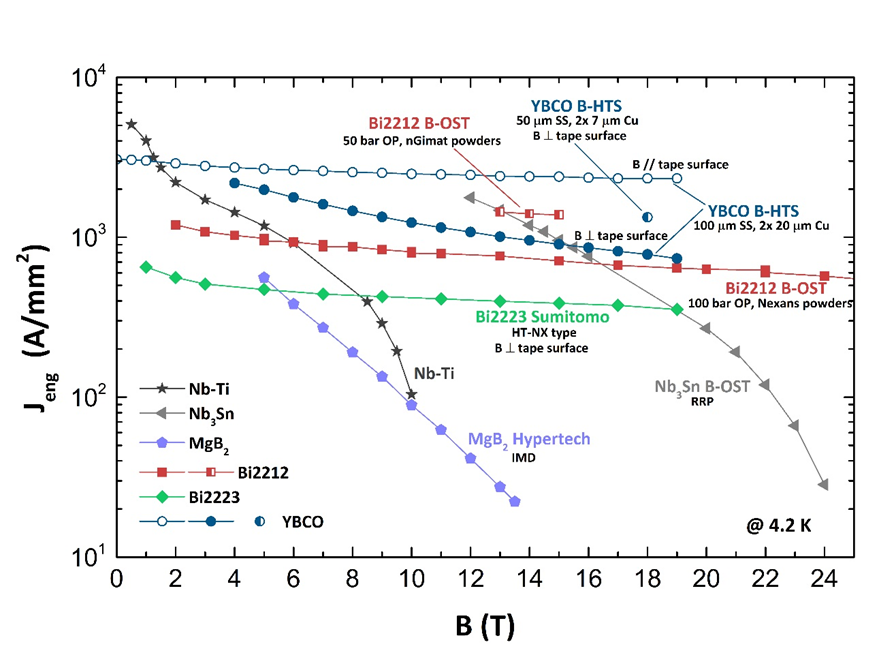 10⁴
10³
10²
10¹
J_eng (A/mm²)
YBCO B-HTS
50 µm SS, 2x 7 µm Cu
B ⊥ tape surface
Bi2212 B-OST
50 bar OP, nGimat powders
B // tape surface
YBCO B-HTS
100 µm SS, 2x 20 µm Cu
B ⊥ tape surface
Bi2212 B-OST
100 bar OP, Nexans powders
Bi2223 Sumitomo
HT-NX type
B ⊥ tape surface
Nb-Ti
Nb₃Sn B-OST
RRP
MgB₂ Hypertech
IMD
Nb-Ti
Nb₃Sn
MgB₂
Bi2212
Bi2223
YBCO
@ 4.2 K
0 2 4 6 8 10 12 14 16 18 20 22 24
B (T)